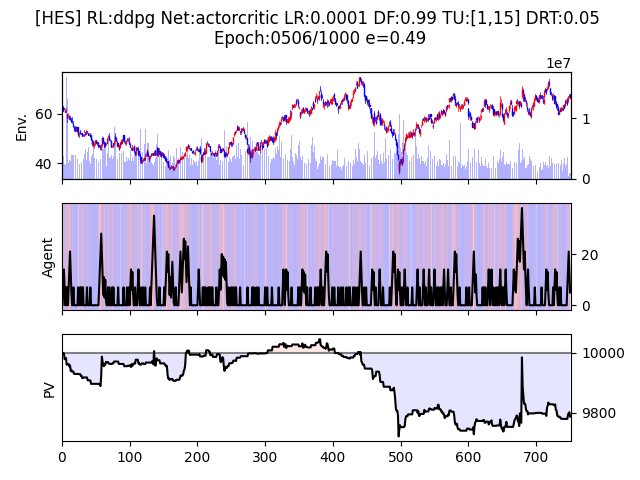 [HES] RL:ddpg Net:actorcritic LR:0.0001 DF:0.99 TU:[1,15] DRT:0.05
Epoch:0506/1000 e=0.49
1e7
Env.
60
40
1
0
Agent
20
0
PV
10000
9800
0 100 200 300 400 500 600 700